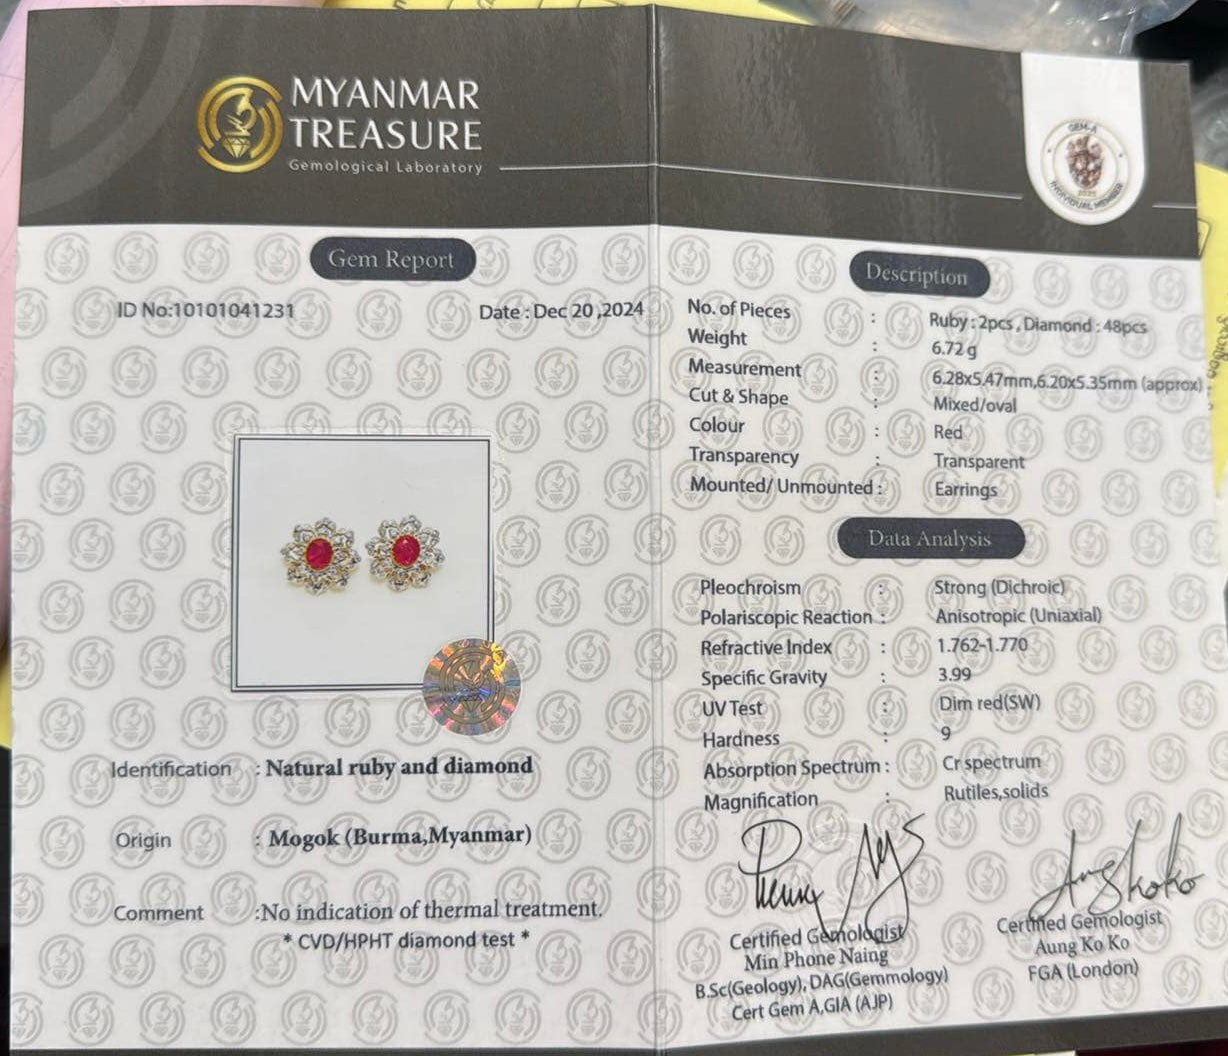 MYANMAR
TREASURE
Gemological Laboratory
GEM-A
INDIVIDUAL MEMBER
Gem Report
ID No:10101041231 Date : Dec 20 ,2024
Identification : Natural ruby and diamond
Origin : Mogok (Burma,Myanmar)
Comment :No indication of thermal treatment.
* CVD/HPHT diamond test *
Description
No. of Pieces : Ruby : 2pcs , Diamond : 48pcs
Weight : 6.72 g
Measurement : 6.28x5.47mm,6.20x5.35mm (approx)
Cut & Shape : Mixed/oval
Colour : Red
Transparency : Transparent
Mounted/ Unmounted : Earrings
Data Analysis
Pleochroism : Strong (Dichroic)
Polariscopic Reaction : Anisotropic (Uniaxial)
Refractive Index : 1.762-1.770
Specific Gravity : 3.99
UV Test : Dim red(SW)
Hardness : 9
Absorption Spectrum : Cr spectrum
Magnification : Rutiles,solids
Aungkoko
Certified Gemologist
Min Phone Naing
B.Sc(Geology), DAG(Gemmology)
Cert Gem A,GIA (AJP)
Certified Gemologist
Aung Ko Ko
FGA (London)